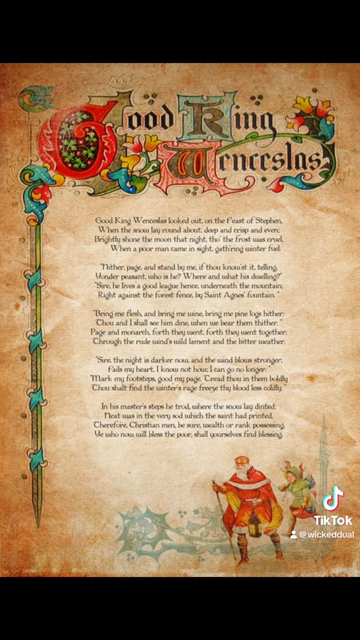 Good King
Wenceslas
Good King Wenceslas looked out, on the Feast of Stephen,
When the snow lay round about, deep and crisp and even;
Brightly shone the moon that night, tho' the frost was cruel,
When a poor man came in sight, gath'ring winter fuel.
"Hither, page, and stand by me, if thou know'st it, telling,
Yonder peasant, who is he? Where and what his dwelling?"
"Sire, he lives a good league hence, underneath the mountain;
Right against the forest fence, by Saint Agnes' fountain."
"Bring me flesh, and bring me wine, bring me pine logs hither:
Thou and I shall see him dine, when we bear them thither."
Page and monarch, forth they went, forth they went together;
Through the rude wind's wild lament and the bitter weather.
"Sire, the night is darker now, and the wind blows stronger;
Fails my heart, I know not how; I can go no longer."
"Mark my footsteps, good my page. Tread thou in them boldly
Thou shalt find the winter's rage freeze thy blood less coldly."
In his master's steps he trod, where the snow lay dinted;
Heat was in the very sod which the saint had printed.
Therefore, Christian men, be sure, wealth or rank possessing,
Ye who now will bless the poor, shall yourselves find blessing.
TikTok
@wickeddual